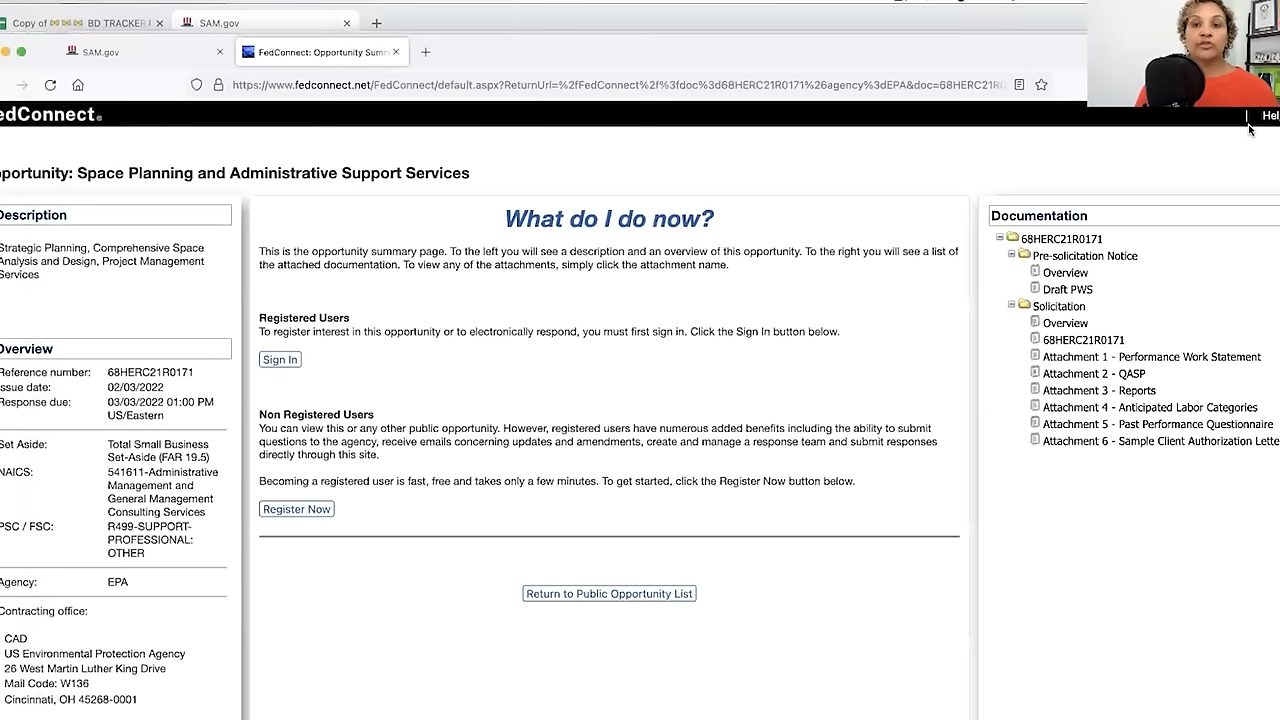 Copy of BD TRACKER
SAM.gov
SAM.gov
FedConnect: Opportunity Sum
https://www.fedconnect.net/FedConnect/default.aspx?ReturnUrl=%2fFedConnect%2f%3fdoc%3d68HERC21R0171%26agency%3dEPA&doc=68HERC21R0
edConnect®
Hel
portunity: Space Planning and Administrative Support Services
Description
Strategic Planning, Comprehensive Space
Analysis and Design, Project Management
Services
Overview
Reference number: 68HERC21R0171
ssue date: 02/03/2022
Response due: 03/03/2022 01:00 PM
US/Eastern
Set Aside: Total Small Business
Set-Aside (FAR 19.5)
NAICS: 541611-Administrative
Management and
General Management
Consulting Services
PSC / FSC: R499-SUPPORT-
PROFESSIONAL:
OTHER
Agency: EPA
Contracting office:
CAD
US Environmental Protection Agency
26 West Martin Luther King Drive
Mail Code: W136
Cincinnati, OH 45268-0001
What do I do now?
This is the opportunity summary page. To the left you will see a description and an overview of this opportunity. To the right you will see a list of
the attached documentation. To view any of the attachments, simply click the attachment name.
Registered Users
To register interest in this opportunity or to electronically respond, you must first sign in. Click the Sign In button below.
Sign In
Non Registered Users
You can view this or any other public opportunity. However, registered users have numerous added benefits including the ability to submit
questions to the agency, receive emails concerning updates and amendments, create and manage a response team and submit responses
directly through this site.
Becoming a registered user is fast, free and takes only a few minutes. To get started, click the Register Now button below.
Register Now
Return to Public Opportunity List
Documentation
68HERC21R0171
Pre-solicitation Notice
Overview
Draft PWS
Solicitation
Overview
68HERC21R0171
Attachment 1 - Performance Work Statement
Attachment 2 - QASP
Attachment 3 - Reports
Attachment 4 - Anticipated Labor Categories
Attachment 5 - Past Performance Questionnaire
Attachment 6 - Sample Client Authorization Lette